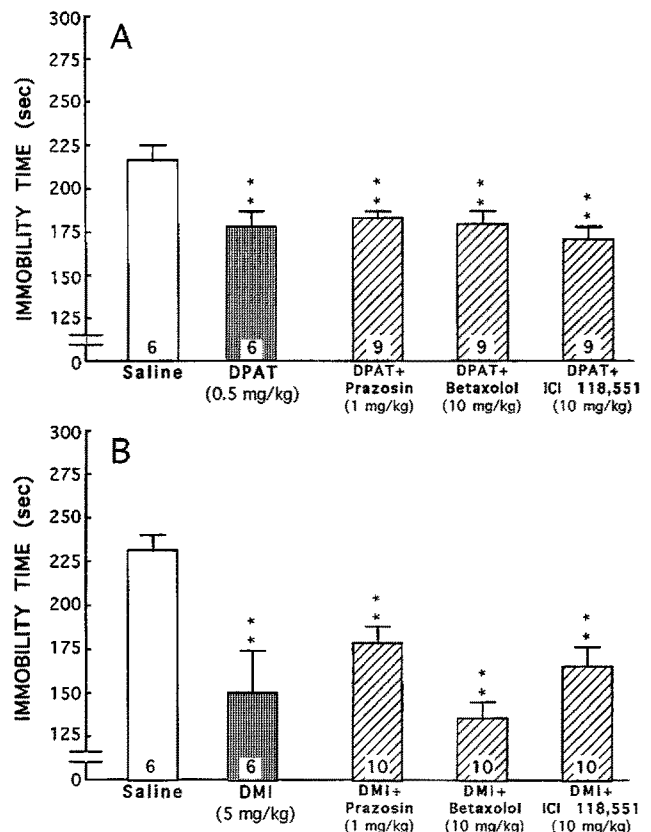 A
IMMOBILITY TIME (sec)
300
275
250
225
200
175
150
125
0
* *
* *
* *
* *
6
6
9
9
9
Saline
DPAT
(0.5 mg/kg)
DPAT+
Prazosin
(1 mg/kg)
DPAT+
Betaxolol
(10 mg/kg)
DPAT+
ICI 118,551
(10 mg/kg)
B
IMMOBILITY TIME (sec)
300
275
250
225
200
175
150
125
0
* *
* *
* *
* *
6
6
10
10
10
Saline
DMI
(5 mg/kg)
DMI+
Prazosin
(1 mg/kg)
DMI+
Betaxolol
(10 mg/kg)
DMI+
ICI 118,551
(10 mg/kg)